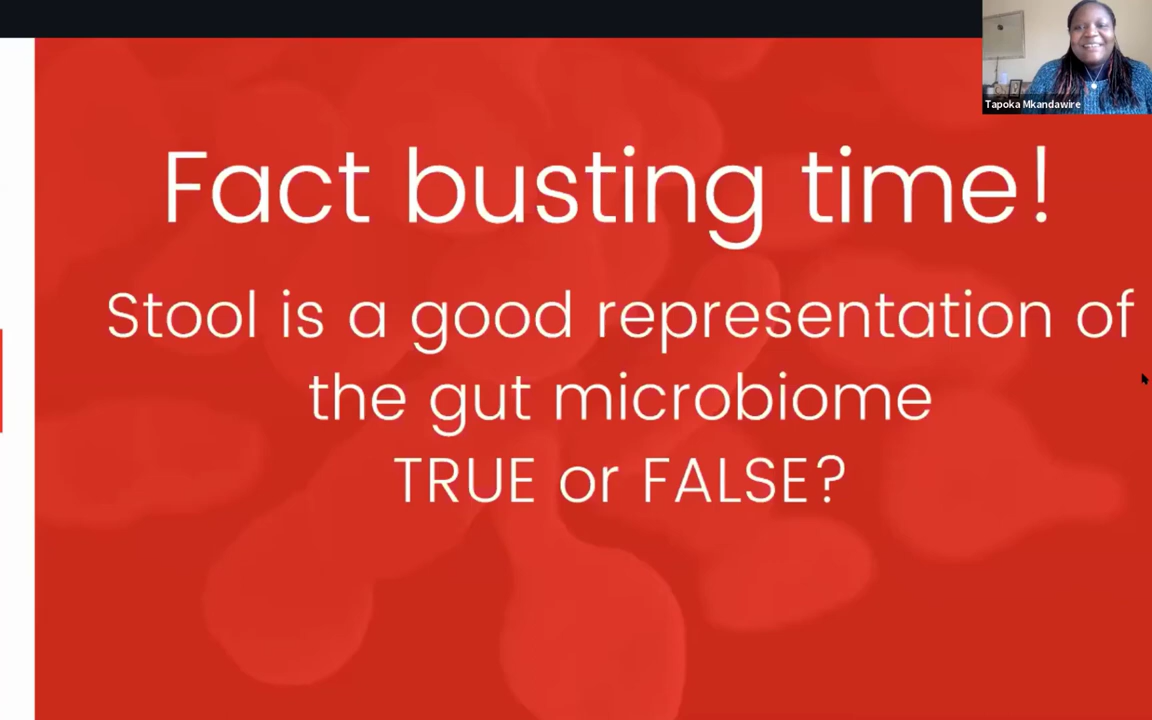 Tapoka Mkandawire
Fact busting time!
Stool is a good representation of
the gut microbiome
TRUE or FALSE?